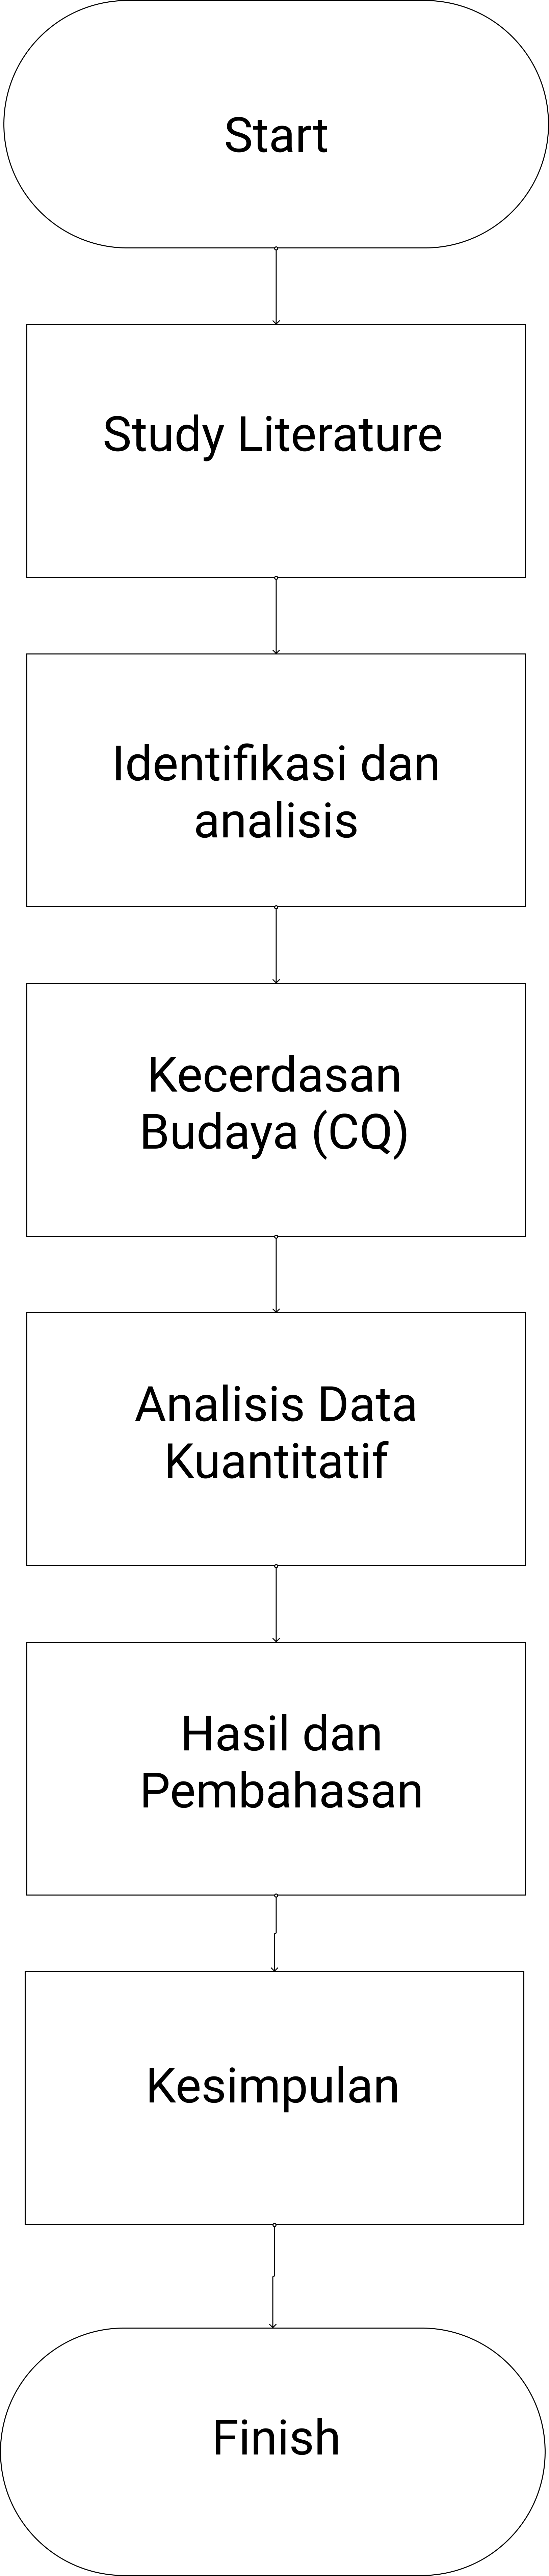 Start
Study Literature
Identifikasi dan
analisis
Kecerdasan
Budaya (CQ)
Analisis Data
Kuantitatif
Hasil dan
Pembahasan
Kesimpulan
Finish